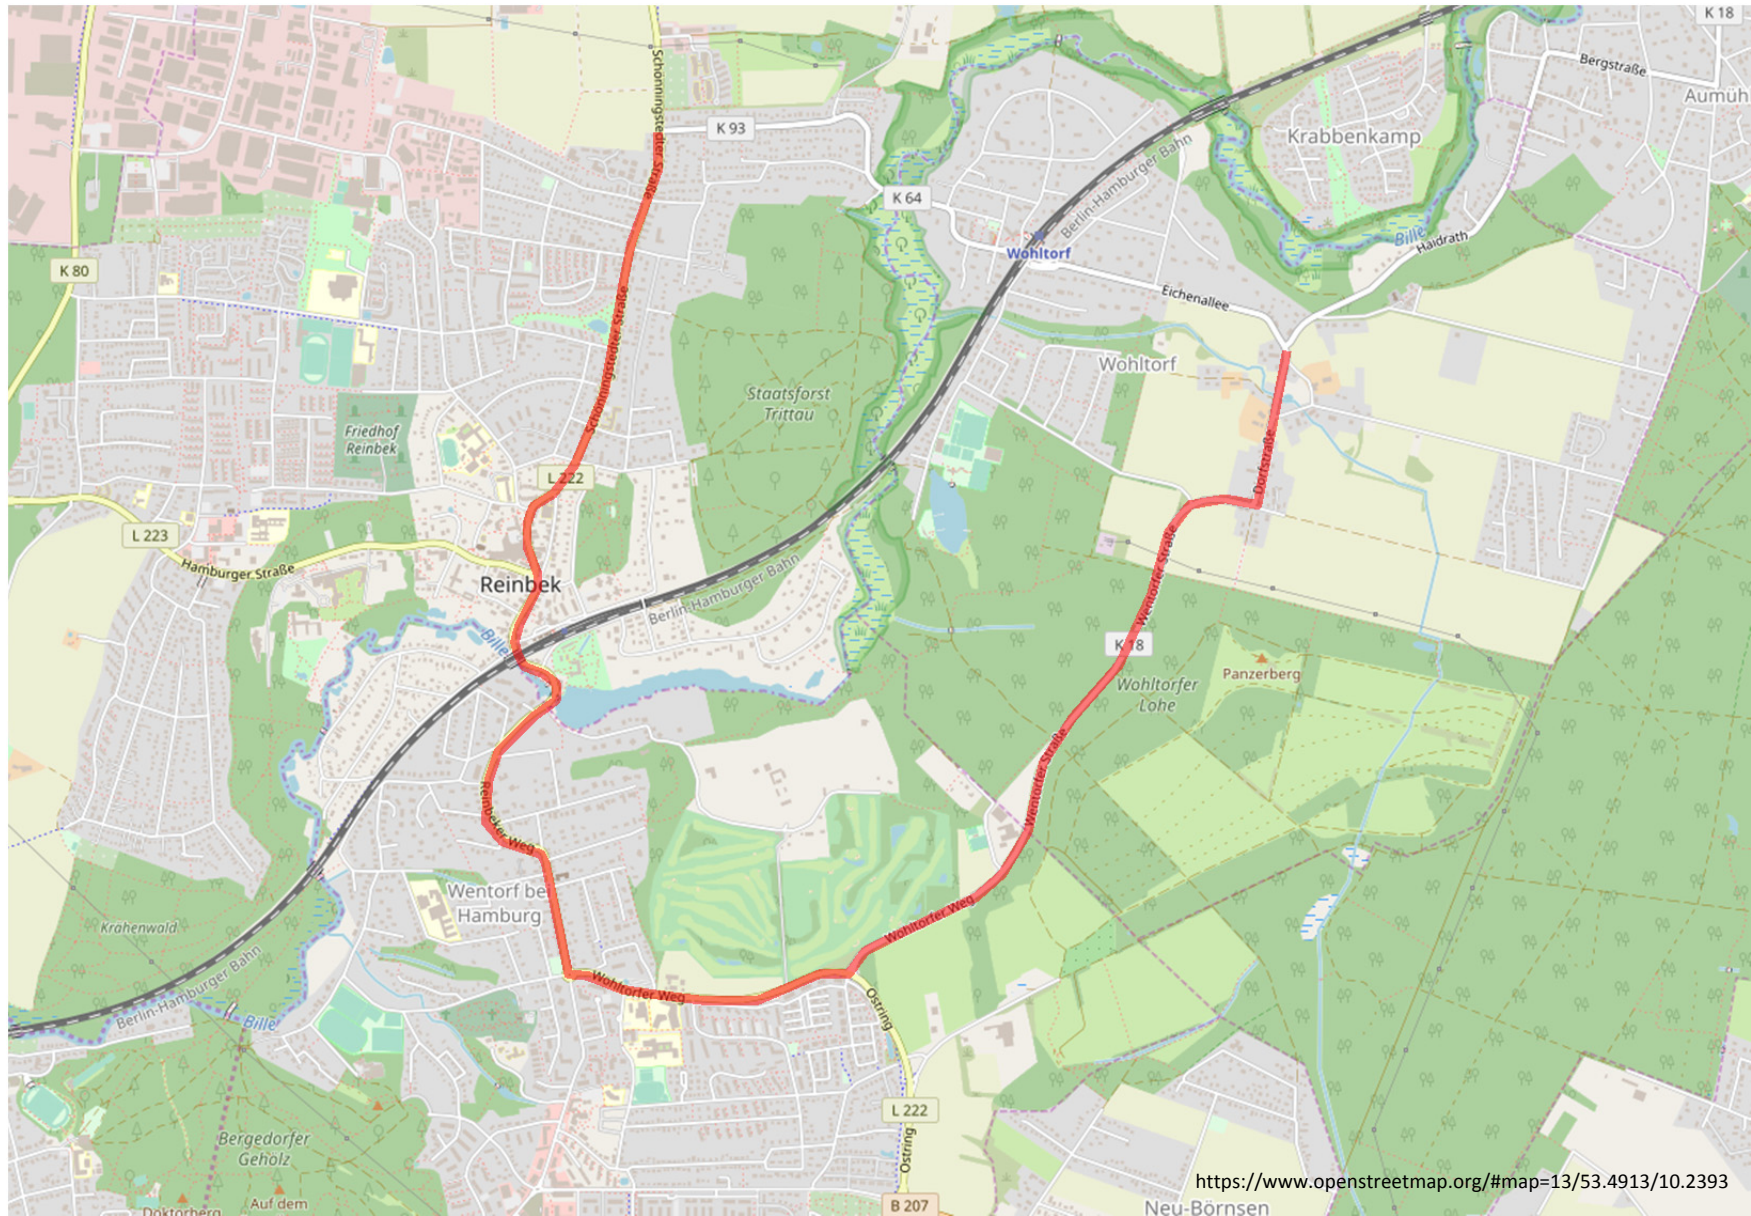 K 18
Bergstraße
Aumüh
Schönningstedter Straße
K 93
Krabbenkamp
Berlin-Hamburger Bahn
K 64
Bille
Haidrath
Wohltorf
K 80
Eichenallee
Schönningstedter Straße
Wohltorf
Staatsforst
Trittau
Friedhof
Reinbek
L 222
Dorfstraße
L 223
Hamburger Straße
Wentorfer Straße
Reinbek
Berlin-Hamburger Bahn
Bille
K 18
Panzerberg
Wohltorfer
Lohe
Wentorfer Straße
Reinbeker Weg
Wentorf bei
Hamburg
Wohltorfer Weg
Krähenwald
Wohltorfer Weg
Berlin-Hamburger Bahn
Ostring
Bille
L 222
Bergedorfer
Gehölz
Ostring
https://www.openstreetmap.org/#map=13/53.4913/10.2393
Auf dem
Doktorberg
B 207
Neu-Börnsen